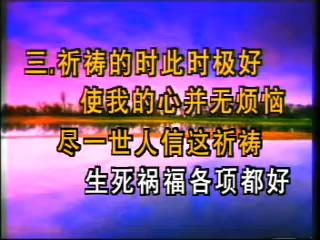 三.祈祷的时此时极好
使我的心并无烦恼
尽一世人信这祈祷
生死祸福各项都好